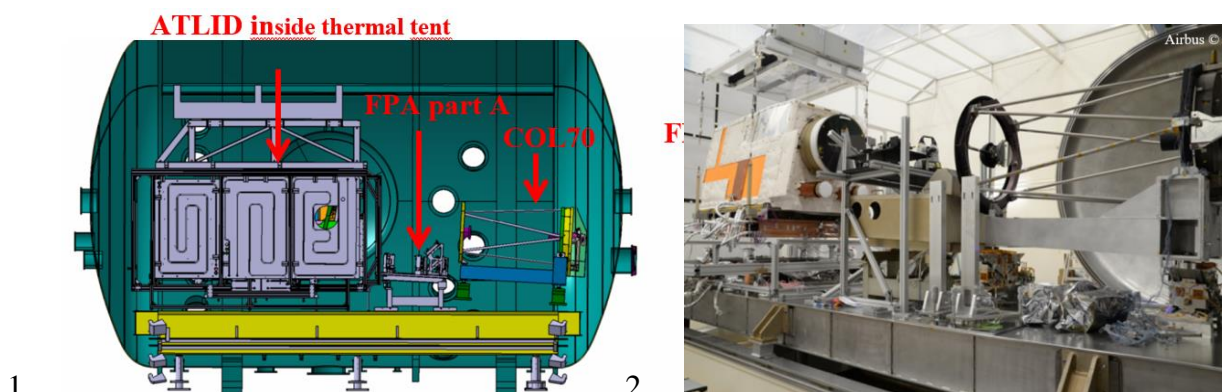 ATLID inside thermal tent
FPA part A
COL70
Airbus ©
1
2